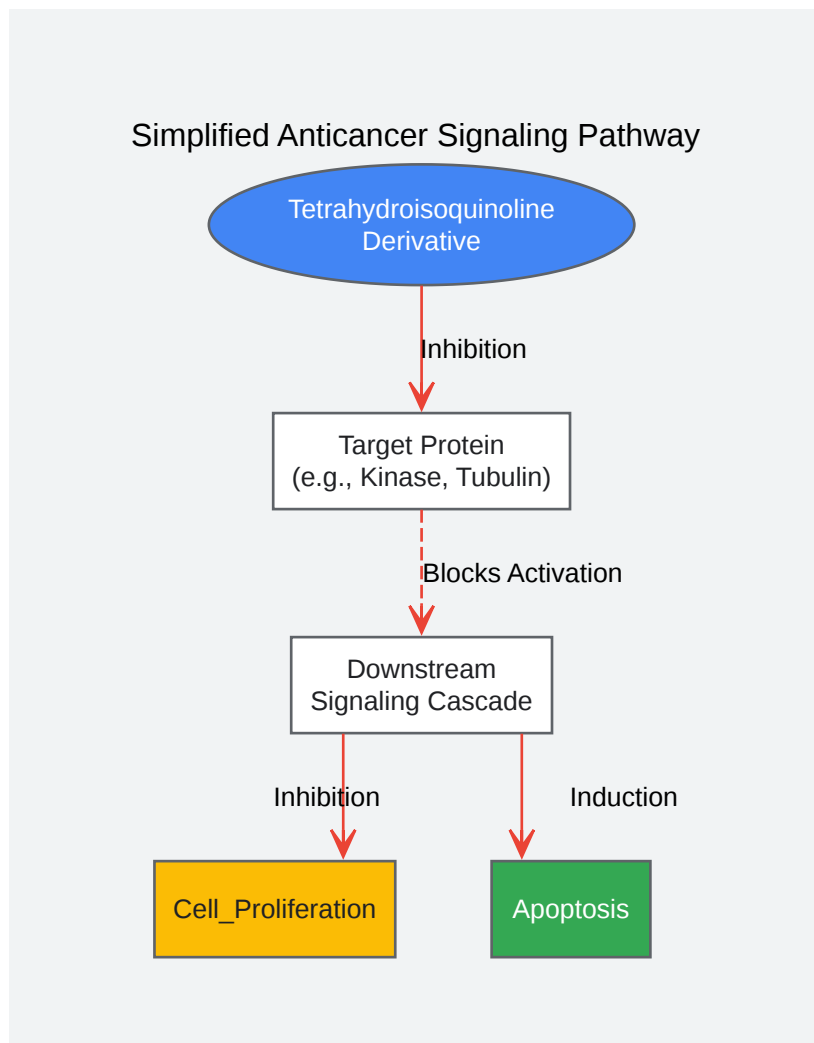 Simplified Anticancer Signaling Pathway
Tetrahydroisoquinoline
Derivative
Inhibition
Target Protein
(e.g., Kinase, Tubulin)
Blocks Activation
Downstream
Signaling Cascade
Inhibition
Induction
Cell_Proliferation
Apoptosis